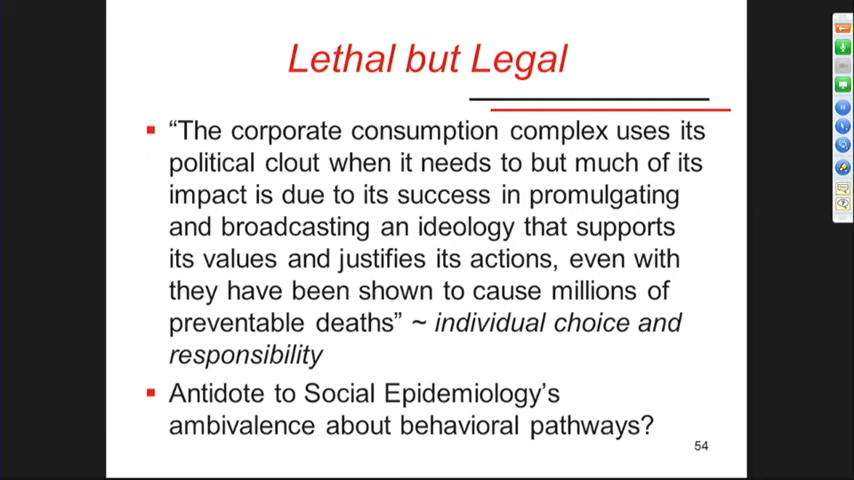 Lethal but Legal
“The corporate consumption complex uses its
political clout when it needs to but much of its
impact is due to its success in promulgating
and broadcasting an ideology that supports
its values and justifies its actions, even with
they have been shown to cause millions of
preventable deaths” ~ individual choice and
responsibility
Antidote to Social Epidemiology’s
ambivalence about behavioral pathways?
54